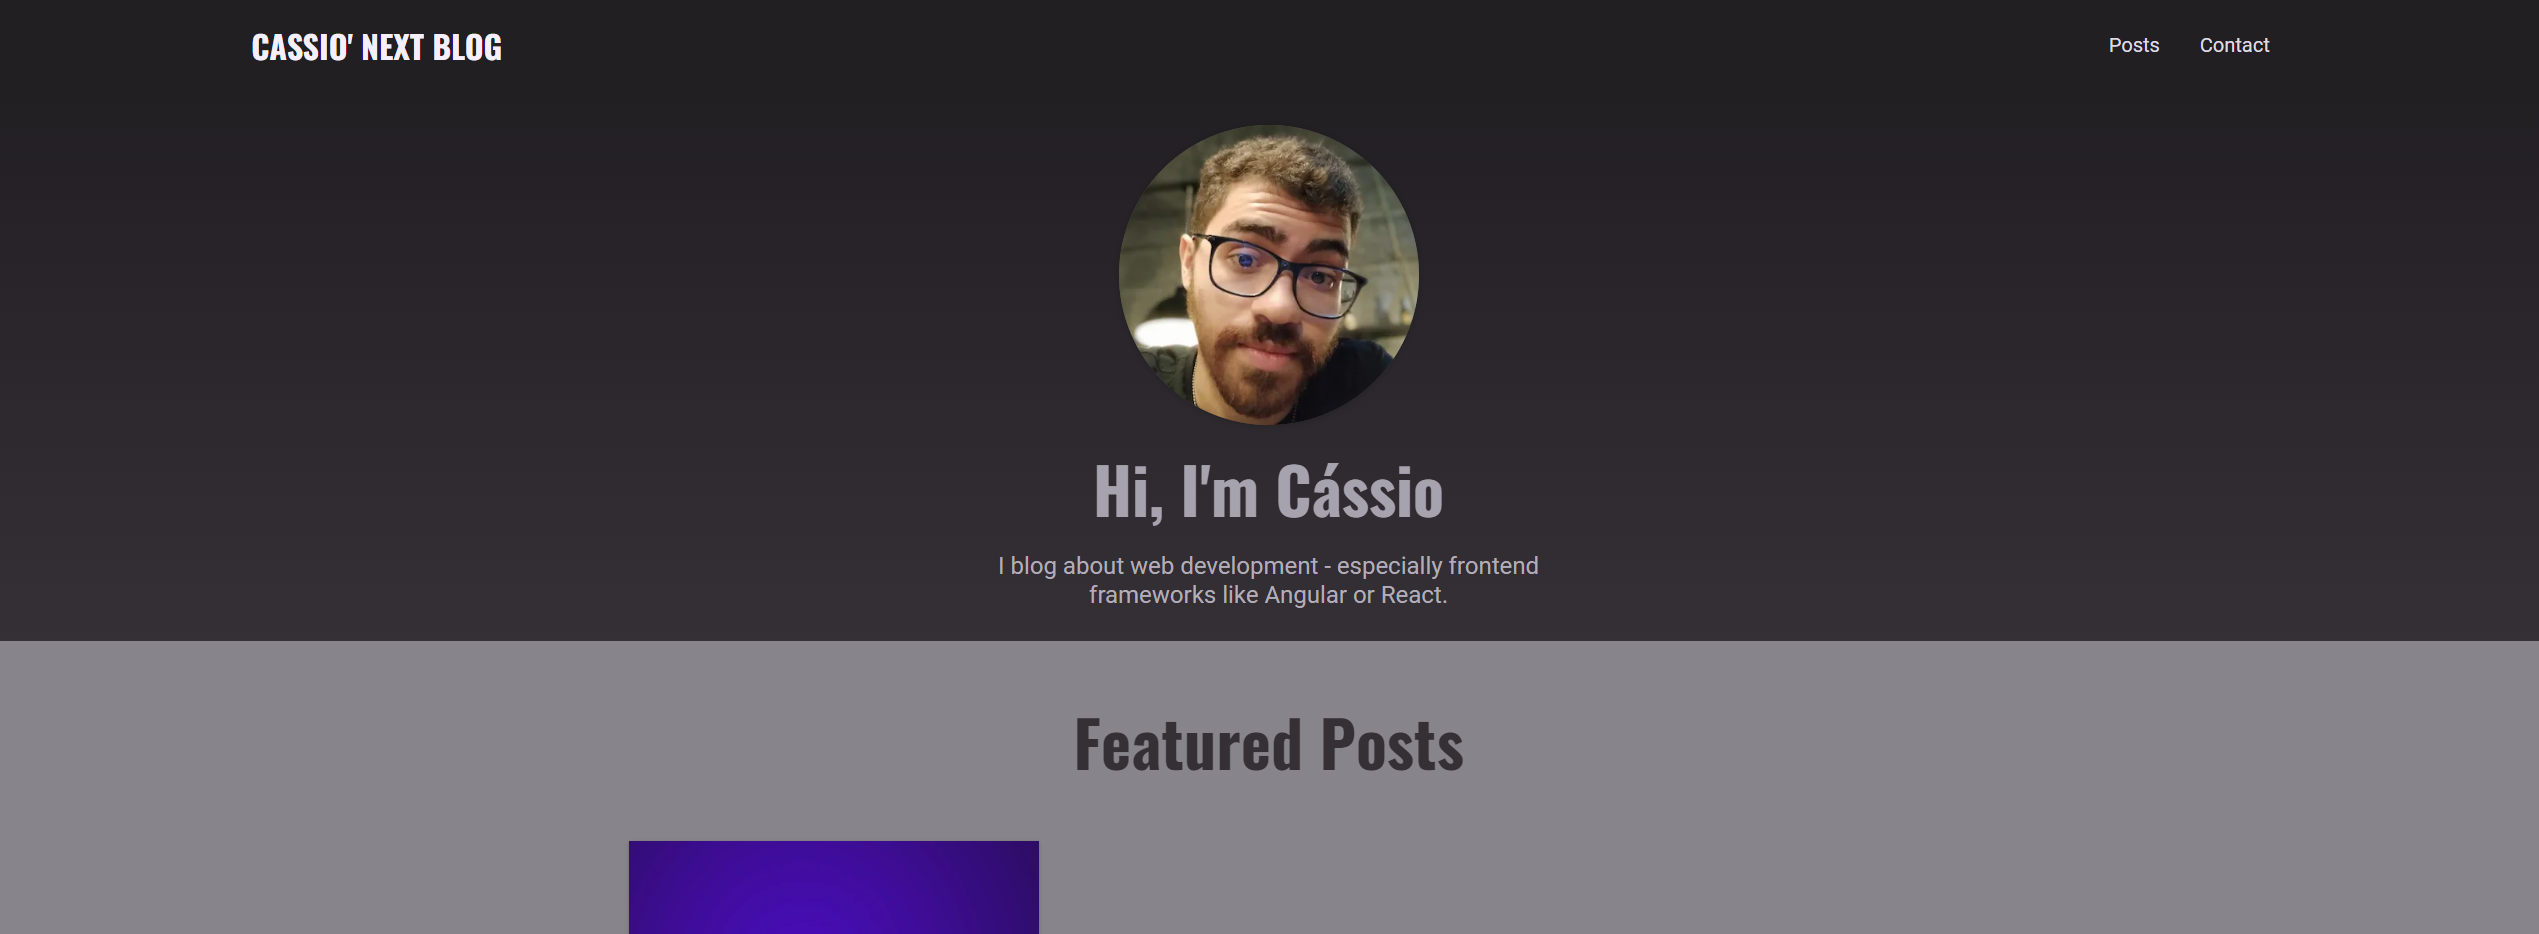 CASSIO' NEXT BLOG
Posts
Contact
Hi, I'm Cássio
I blog about web development - especially frontend
frameworks like Angular or React.
Featured Posts